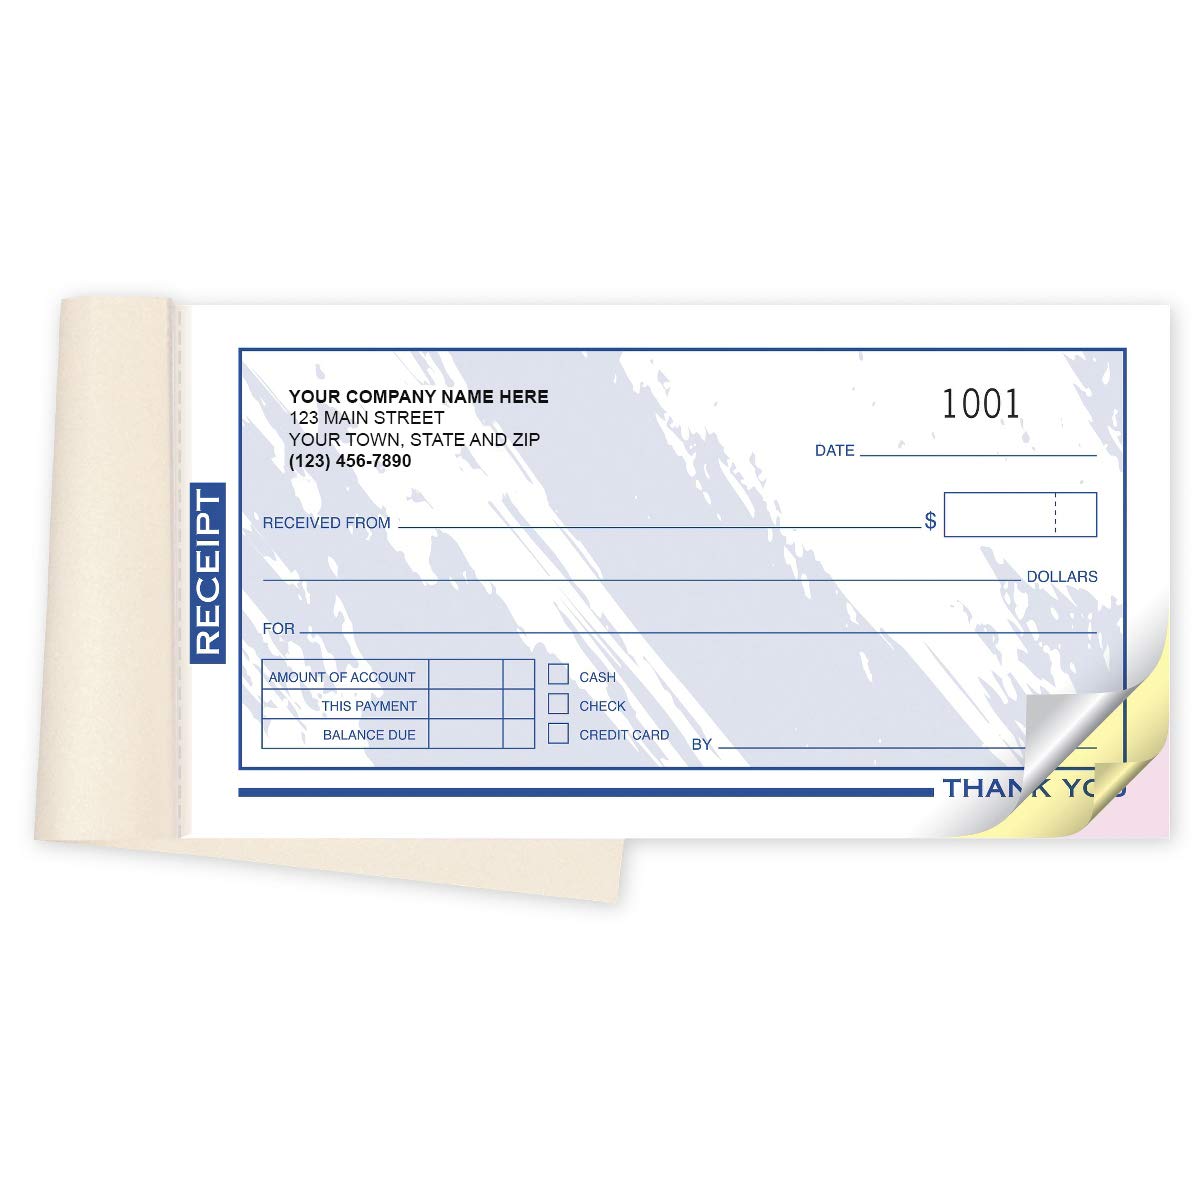 YOUR COMPANY NAME HERE
123 MAIN STREET
YOUR TOWN, STATE AND ZIP
(123) 456-7890
1001
DATE
RECEIPT
RECEIVED FROM $
DOLLARS
FOR
AMOUNT OF ACCOUNT
THIS PAYMENT
BALANCE DUE
CASH
CHECK
CREDIT CARD
BY
THANK YOU